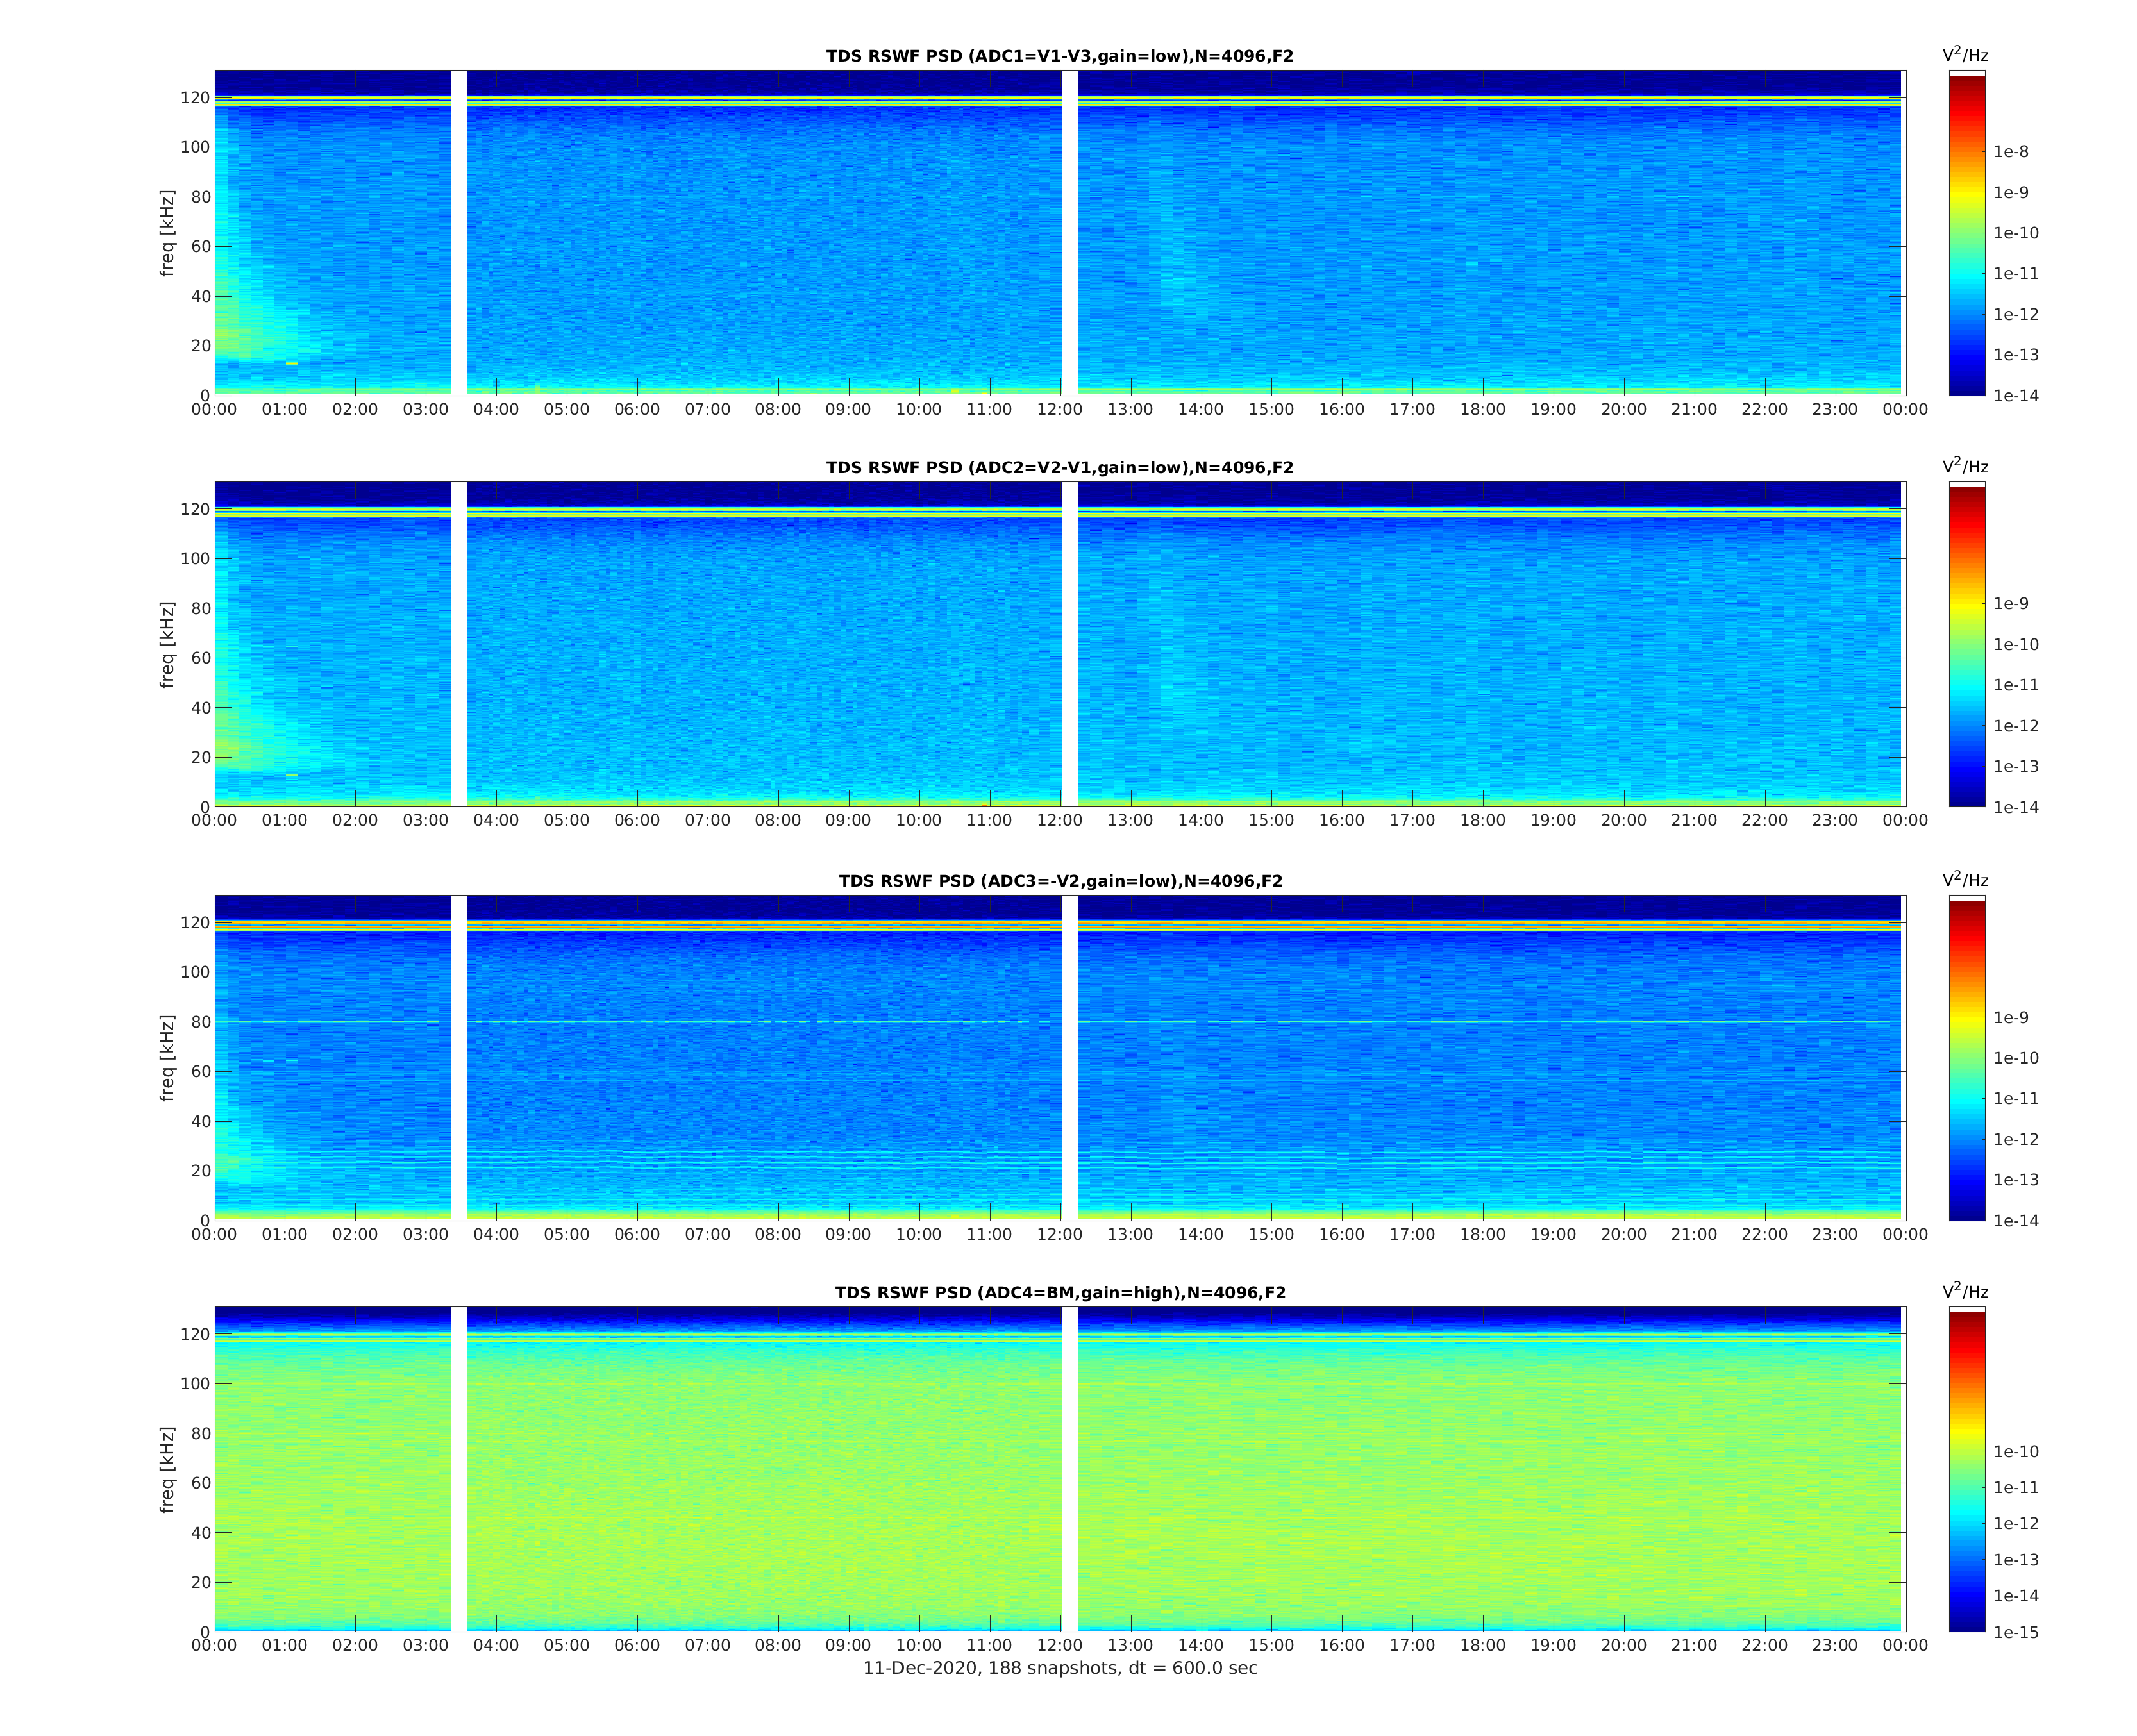 TDS RSWF PSD (ADC1=V1-V3,gain=low),N=4096,F2
V²/Hz
freq [kHz]
120
100
80
60
40
20
0
00:00 01:00 02:00 03:00 04:00 05:00 06:00 07:00 08:00 09:00 10:00 11:00 12:00 13:00 14:00 15:00 16:00 17:00 18:00 19:00 20:00 21:00 22:00 23:00 00:00
1e-8
1e-9
1e-10
1e-11
1e-12
1e-13
1e-14
TDS RSWF PSD (ADC2=V2-V1,gain=low),N=4096,F2
V²/Hz
freq [kHz]
120
100
80
60
40
20
0
00:00 01:00 02:00 03:00 04:00 05:00 06:00 07:00 08:00 09:00 10:00 11:00 12:00 13:00 14:00 15:00 16:00 17:00 18:00 19:00 20:00 21:00 22:00 23:00 00:00
1e-9
1e-10
1e-11
1e-12
1e-13
1e-14
TDS RSWF PSD (ADC3=-V2,gain=low),N=4096,F2
V²/Hz
freq [kHz]
120
100
80
60
40
20
0
00:00 01:00 02:00 03:00 04:00 05:00 06:00 07:00 08:00 09:00 10:00 11:00 12:00 13:00 14:00 15:00 16:00 17:00 18:00 19:00 20:00 21:00 22:00 23:00 00:00
1e-9
1e-10
1e-11
1e-12
1e-13
1e-14
TDS RSWF PSD (ADC4=BM,gain=high),N=4096,F2
V²/Hz
freq [kHz]
120
100
80
60
40
20
0
00:00 01:00 02:00 03:00 04:00 05:00 06:00 07:00 08:00 09:00 10:00 11:00 12:00 13:00 14:00 15:00 16:00 17:00 18:00 19:00 20:00 21:00 22:00 23:00 00:00
1e-10
1e-11
1e-12
1e-13
1e-14
1e-15
11-Dec-2020, 188 snapshots, dt = 600.0 sec